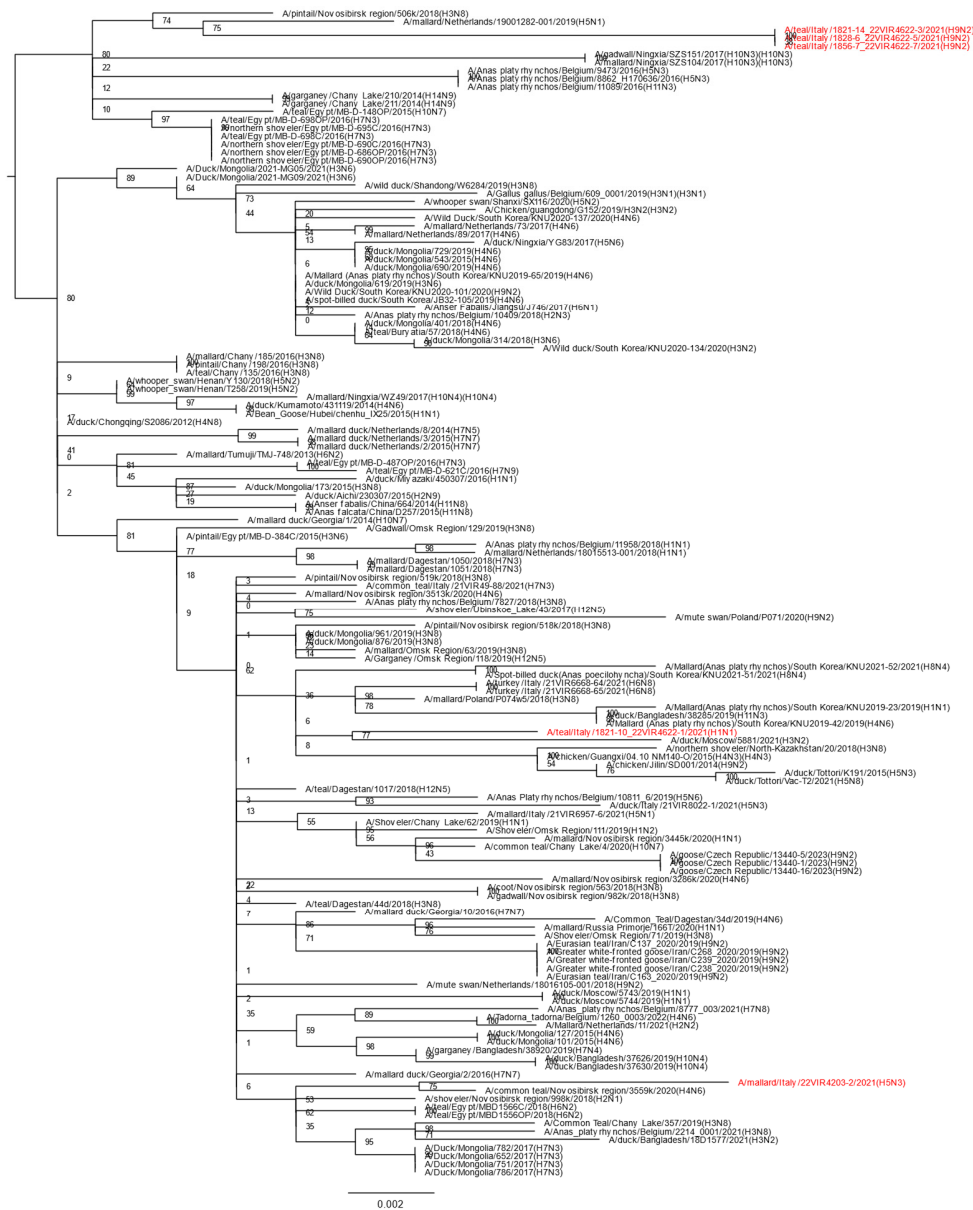 A/pintail/Novosibirsk region/506k/2018(H3N8)
74
A/mallard/Netherlands/19001282-001/2019(H5N1)
75
A/teal/Italy/1821-14_22VIR4622-3/2021(H9N2)
100
A/teal/Italy/1828-6_22VIR4622-5/2021(H9N2)
A/teal/Italy/1856-7_22VIR4622-7/2021(H9N2)
80
A/gadwall/Ningxia/SZS151/2017(H10N3)(H10N3)
100
A/mallard/Ningxia/SZS104/2017(H10N3)(H10N3)
22
A/Anas platyrhynchos/Belgium/9473/2016(H5N3)
100
A/Anas platyrhynchos/Belgium/8862_H170636/2016(H5N3)
12
A/Anas platyrhynchos/Belgium/11089/2016(H11N3)
A/garganey/Chany Lake/210/2014(H14N9)
A/garganey/Chany Lake/211/2014(H14N9)
10
A/teal/Egypt/MB-D-148OP/2015(H10N7)
97
A/teal/Egypt/MB-D-698OP/2016(H7N3)
A/northern shoveler/Egypt/MB-D-695C/2016(H7N3)
A/teal/Egypt/MB-D-698C/2016(H7N3)
A/northern shoveler/Egypt/MB-D-690C/2016(H7N3)
A/northern shoveler/Egypt/MB-D-686OP/2016(H7N3)
A/northern shoveler/Egypt/MB-D-690OP/2016(H7N3)
A/Duck/Mongolia/2021-MG05/2021(H3N6)
89
A/Duck/Mongolia/2021-MG09/2021(H3N6)
64
A/wild duck/Shandong/W6284/2019(H3N8)
73
A/Gallus gallus/Belgium/609_0001/2019(H3N1)(H3N1)
A/whooper swan/Shanxi/SX116/2020(H5N2)
44
A/Chicken/guangdong/G152/2019(H3N2)(H3N2)
20
A/Wild Duck/South Korea/KNU2020-137/2020(H4N6)
5
A/mallard/Netherlands/73/2017(H4N6)
54
99
A/mallard/Netherlands/89/2017(H4N6)
13
A/duck/Ningxia/YG83/2017(H5N6)
95
A/duck/Mongolia/729/2019(H4N6)
A/duck/Mongolia/543/2015(H4N6)
6
A/duck/Mongolia/690/2019(H4N6)
A/Mallard (Anas platyrhynchos)/South Korea/KNU2019-65/2019(H4N6)
A/duck/Mongolia/619/2019(H3N6)
A/Wild Duck/South Korea/KNU2020-101/2020(H9N2)
A/spot-billed duck/South Korea/JB32-105/2019(H4N6)
A/Anser Fabalis/Jiangsu/J746/2017(H6N1)
12
A/Anas platyrhynchos/Belgium/10409/2018(H2N3)
0
A/duck/Mongolia/401/2018(H4N6)
A/teal/Buryatia/57/2018(H4N6)
64
A/duck/Mongolia/314/2018(H3N6)
96
A/Wild duck/South Korea/KNU2020-134/2020(H3N2)
80
A/mallard/Chany/185/2016(H3N8)
100
A/pintail/Chany/198/2016(H3N8)
A/teal/Chany/135/2016(H3N8)
9
A/whooper_swan/Henan/Y130/2018(H5N2)
A/whooper_swan/Henan/T258/2019(H5N2)
99
A/mallard/Ningxia/WZ49/2017(H10N4)(H10N4)
97
A/duck/Kumamoto/431119/2014(H4N6)
A/Bean_Goose/Hubei/chenhu_IX25/2015(H1N1)
17
A/duck/Chongqing/S2086/2012(H4N8)
A/mallard duck/Netherlands/8/2014(H7N5)
99
A/mallard duck/Netherlands/3/2015(H7N7)
A/mallard duck/Netherlands/2/2015(H7N7)
41
A/mallard/Tumuji/TMJ-748/2013(H6N2)
0
81
A/teal/Egypt/MB-D-487OP/2016(H7N3)
100
A/teal/Egypt/MB-D-621C/2016(H7N9)
45
A/duck/Miyazaki/450307/2016(H1N1)
87
A/duck/Mongolia/173/2015(H3N8)
2
27
A/duck/Aichi/230307/2015(H2N9)
19
A/Anser fabalis/China/664/2014(H11N8)
A/Anas falcata/China/D257/2015(H11N8)
A/mallard duck/Georgia/1/2014(H10N7)
A/Gadwall/Omsk Region/129/2019(H3N8)
81
A/pintail/Egypt/MB-D-384C/2015(H3N6)
A/Anas platyrhynchos/Belgium/11958/2018(H1N1)
77
98
A/mallard/Netherlands/18015513-001/2018(H1N1)
98
A/mallard/Dagestan/1050/2018(H7N3)
A/mallard/Dagestan/1051/2018(H7N3)
18
A/pintail/Novosibirsk region/519k/2018(H3N8)
3
A/common_teal/Italy/21VIR49-88/2021(H7N3)
A/mallard/Novosibirsk region/3513k/2020(H4N6)
4
A/Anas platyrhynchos/Belgium/7827/2018(H3N8)
0
A/shoveler/Ubinskoe_Lake/45/2017(H12N5)
9
75
A/mute swan/Poland/P071/2020(H9N2)
A/pintail/Novosibirsk region/518k/2018(H3N8)
1
A/duck/Mongolia/961/2019(H3N8)
A/duck/Mongolia/876/2019(H3N8)
A/mallard/Omsk Region/63/2019(H3N8)
14
A/Garganey/Omsk Region/118/2019(H12N5)
0
62
A/Mallard(Anas platyrhynchos)/South Korea/KNU2021-52/2021(H8N4)
100
A/Spot-billed duck(Anas poecilohyncha)/South Korea/KNU2021-51/2021(H8N4)
A/turkey/Italy/21VIR6668-64/2021(H6N8)
A/turkey/Italy/21VIR6668-65/2021(H6N8)
36
98
A/mallard/Poland/P074w5/2018(H3N8)
78
A/Mallard(Anas platyrhynchos)/South Korea/KNU2019-23/2019(H1N1)
100
A/duck/Bangladesh/38285/2019(H11N3)
6
A/Mallard (Anas platyrhynchos)/South Korea/KNU2019-42/2019(H4N6)
A/teal/Italy/1821-10_22VIR4622-1/2021(H1N1)
77
A/duck/Moscow/5881/2021(H3N2)
8
A/northern shoveler/North-Kazakhstan/20/2018(H3N8)
100
A/chicken/Guangxi/04.10 NM140-O/2015(H4N3)(H4N3)
54
A/chicken/Jilin/SD001/2014(H9N2)
1
76
A/duck/Tottori/K191/2015(H5N3)
100
A/duck/Tottori/Vac-T2/2021(H5N8)
A/teal/Dagestan/1017/2018(H12N5)
3
A/Anas Platyrhynchos/Belgium/10811_6/2019(H5N6)
93
A/duck/Italy/21VIR8022-1/2021(H5N3)
13
A/mallard/Italy/21VIR6957-6/2021(H5N1)
55
A/Shoveler/Chany Lake/62/2019(H1N1)
95
A/Shoveler/Omsk Region/111/2019(H1N2)
56
A/mallard/Novosibirsk region/3445k/2020(H1N1)
96
A/common teal/Chany Lake/4/2020(H10N7)
43
A/goose/Czech Republic/13440-5/2023(H9N2)
100
A/goose/Czech Republic/13440-1/2023(H9N2)
A/goose/Czech Republic/13440-16/2023(H9N2)
A/mallard/Novosibirsk region/3286k/2020(H4N6)
22
A/coot/Novosibirsk region/563/2018(H3N8)
100
A/gadwall/Novosibirsk region/982k/2018(H3N8)
4
A/teal/Dagestan/44d/2018(H3N8)
7
A/mallard duck/Georgia/10/2016(H7N7)
A/Common_Teal/Dagestan/34d/2019(H4N6)
86
96
A/mallard/Russia Primorje/166T/2020(H1N1)
71
76
A/Shoveler/Omsk Region/71/2019(H3N8)
A/Eurasian teal/Iran/C137_2020/2019(H9N2)
100
A/Greater white-fronted goose/Iran/C268_2020/2019(H9N2)
A/Greater white-fronted goose/Iran/C239_2020/2019(H9N2)
1
A/Greater white-fronted goose/Iran/C238_2020/2019(H9N2)
A/Eurasian teal/Iran/C163_2020/2019(H9N2)
A/mute swan/Netherlands/18016105-001/2018(H9N2)
2
A/duck/Moscow/5743/2019(H1N1)
100
A/duck/Moscow/5744/2019(H1N1)
35
A/Anas_platyrhynchos/Belgium/8777_003/2021(H7N8)
89
A/Tadorna_tadorna/Belgium/1260_0003/2022(H4N6)
100
A/Mallard/Netherlands/11/2021(H2N2)
59
A/duck/Mongolia/127/2015(H4N6)
100
A/duck/Mongolia/101/2015(H4N6)
1
98
A/garganey/Bangladesh/38920/2019(H7N4)
99
A/duck/Bangladesh/37626/2019(H10N4)
100
A/duck/Bangladesh/37630/2019(H10N4)
A/mallard duck/Georgia/2/2016(H7N7)
6
A/mallard/Italy/22VIR4203-2/2021(H5N3)
75
A/common teal/Novosibirsk region/3559k/2020(H4N6)
53
A/shoveler/Novosibirsk region/998k/2018(H2N1)
62
A/teal/Egypt/MBD1566C/2018(H6N2)
100
A/teal/Egypt/MBD1556OP/2018(H6N2)
35
A/Common Teal/Chany Lake/357/2019(H3N8)
98
A/Anas_platyrhynchos/Belgium/2214_0001/2021(H3N8)
71
A/duck/Bangladesh/18D1577/2021(H3N2)
95
A/Duck/Mongolia/782/2017(H7N3)
A/Duck/Mongolia/652/2017(H7N3)
A/Duck/Mongolia/751/2017(H7N3)
A/Duck/Mongolia/786/2017(H7N3)
0.002